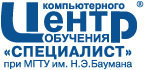 КОМПЬЮТЕРНОГО
Центр®
ОБУЧЕНИЯ
«СПЕЦИАЛИСТ»
при МГТУ им. Н.Э.Баумана